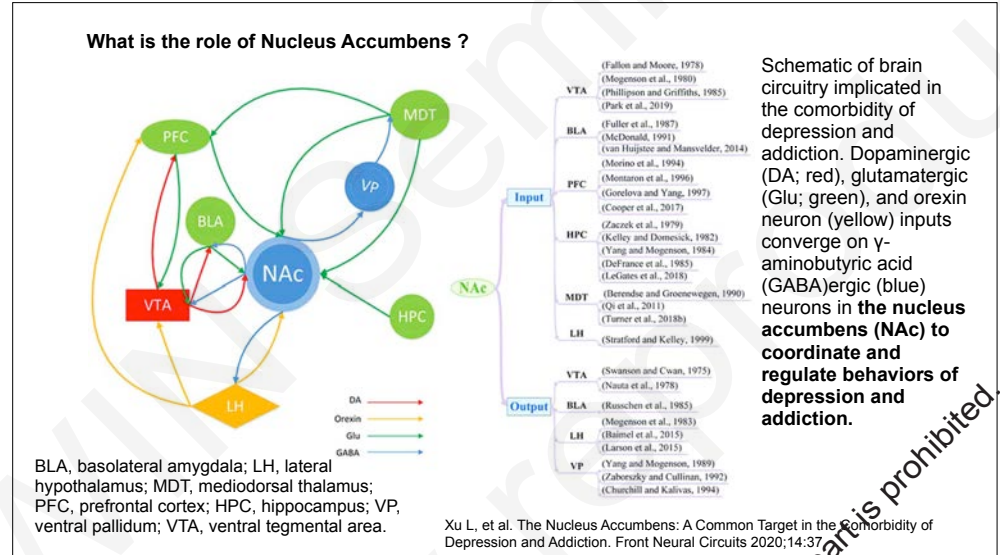 What is the role of Nucleus Accumbens ?
MDT
PFC
VP
BLA
NAc
VTA
HPC
LH
DA
Orexin
Glu
GABA
BLA, basolateral amygdala; LH, lateral
hypothalamus; MDT, mediodorsal thalamus;
PFC, prefrontal cortex; HPC, hippocampus; VP,
ventral pallidum; VTA, ventral tegmental area.
NAc
Input
VTA
(Fallon and Moore, 1978)
(Mogenson et al., 1980)
(Phillipson and Griffiths, 1985)
(Park et al., 2019)
BLA
(Fuller et al., 1987)
(McDonald, 1991)
(van Huijstee and Mansvelder, 2014)
PFC
(Morino et al., 1994)
(Montaron et al., 1996)
(Gorelova and Yang, 1997)
(Cooper et al., 2017)
HPC
(Zaczek et al., 1979)
(Kelley and Domesick, 1982)
(Yang and Mogenson, 1984)
(DeFrance et al., 1985)
(LeGates et al., 2018)
MDT
(Berendse and Groenewegen, 1990)
(Qi et al., 2011)
(Turner et al., 2018b)
LH
(Stratford and Kelley, 1999)
Output
VTA
(Swanson and Cwan, 1975)
(Nauta et al., 1978)
BLA
(Russchen et al., 1985)
LH
(Mogenson et al., 1983)
(Baimel et al., 2015)
(Larson et al., 2015)
VP
(Yang and Mogenson, 1989)
(Zaborszky and Cullinan, 1992)
(Churchill and Kalivas, 1994)
Schematic of brain
circuitry implicated in
the comorbidity of
depression and
addiction. Dopaminergic
(DA; red), glutamatergic
(Glu; green), and orexin
neuron (yellow) inputs
converge on γ-
aminobutyric acid
(GABA)ergic (blue)
neurons in the nucleus
accumbens (NAc) to
coordinate and
regulate behaviors of
depression and
addiction.
Xu L, et al. The Nucleus Accumbens: A Common Target in the Comorbidity of
Depression and Addiction. Front Neural Circuits 2020;14:37
part is prohibited.